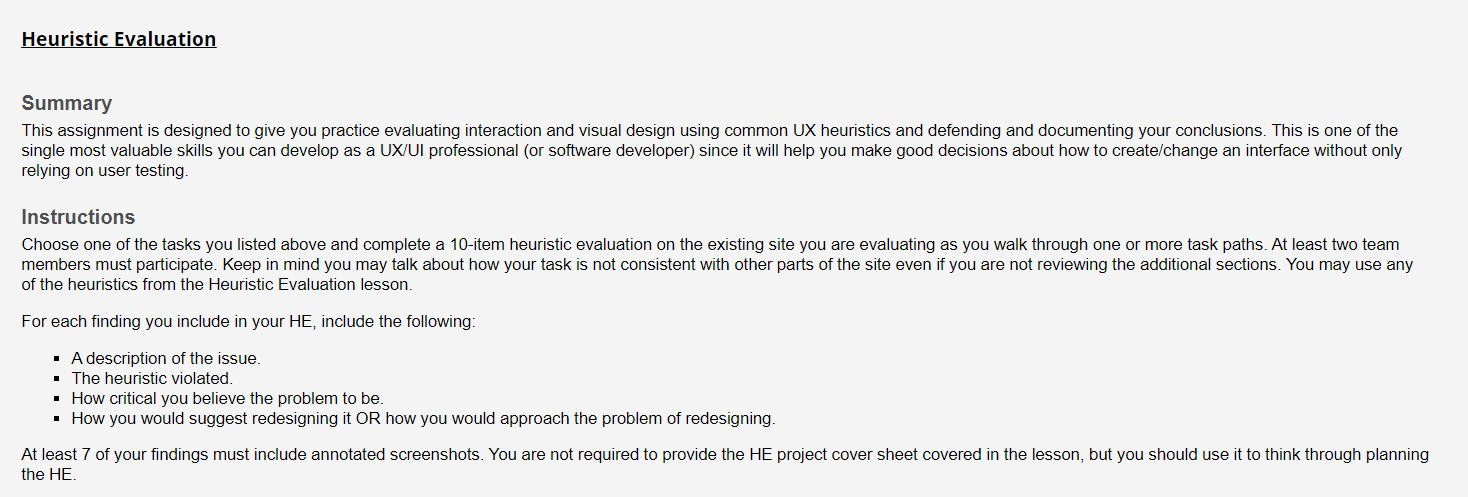 Heuristic Evaluation
Summary
This assignment is designed to give you practice evaluating interaction and visual design using common UX heuristics and defending and documenting your conclusions. This is one of the
single most valuable skills you can develop as a UX/UI professional (or software developer) since it will help you make good decisions about how to create/change an interface without only
relying on user testing.
Instructions
Choose one of the tasks you listed above and complete a 10-item heuristic evaluation on the existing site you are evaluating as you walk through one or more task paths. At least two team
members must participate. Keep in mind you may talk about how your task is not consistent with other parts of the site even if you are not reviewing the additional sections. You may use any
of the heuristics from the Heuristic Evaluation lesson.
For each finding you include in your HE, include the following:
▪ A description of the issue.
▪ The heuristic violated.
▪ How critical you believe the problem to be.
▪ How you would suggest redesigning it OR how you would approach the problem of redesigning.
At least 7 of your findings must include annotated screenshots. You are not required to provide the HE project cover sheet covered in the lesson, but you should use it to think through planning
the HE.